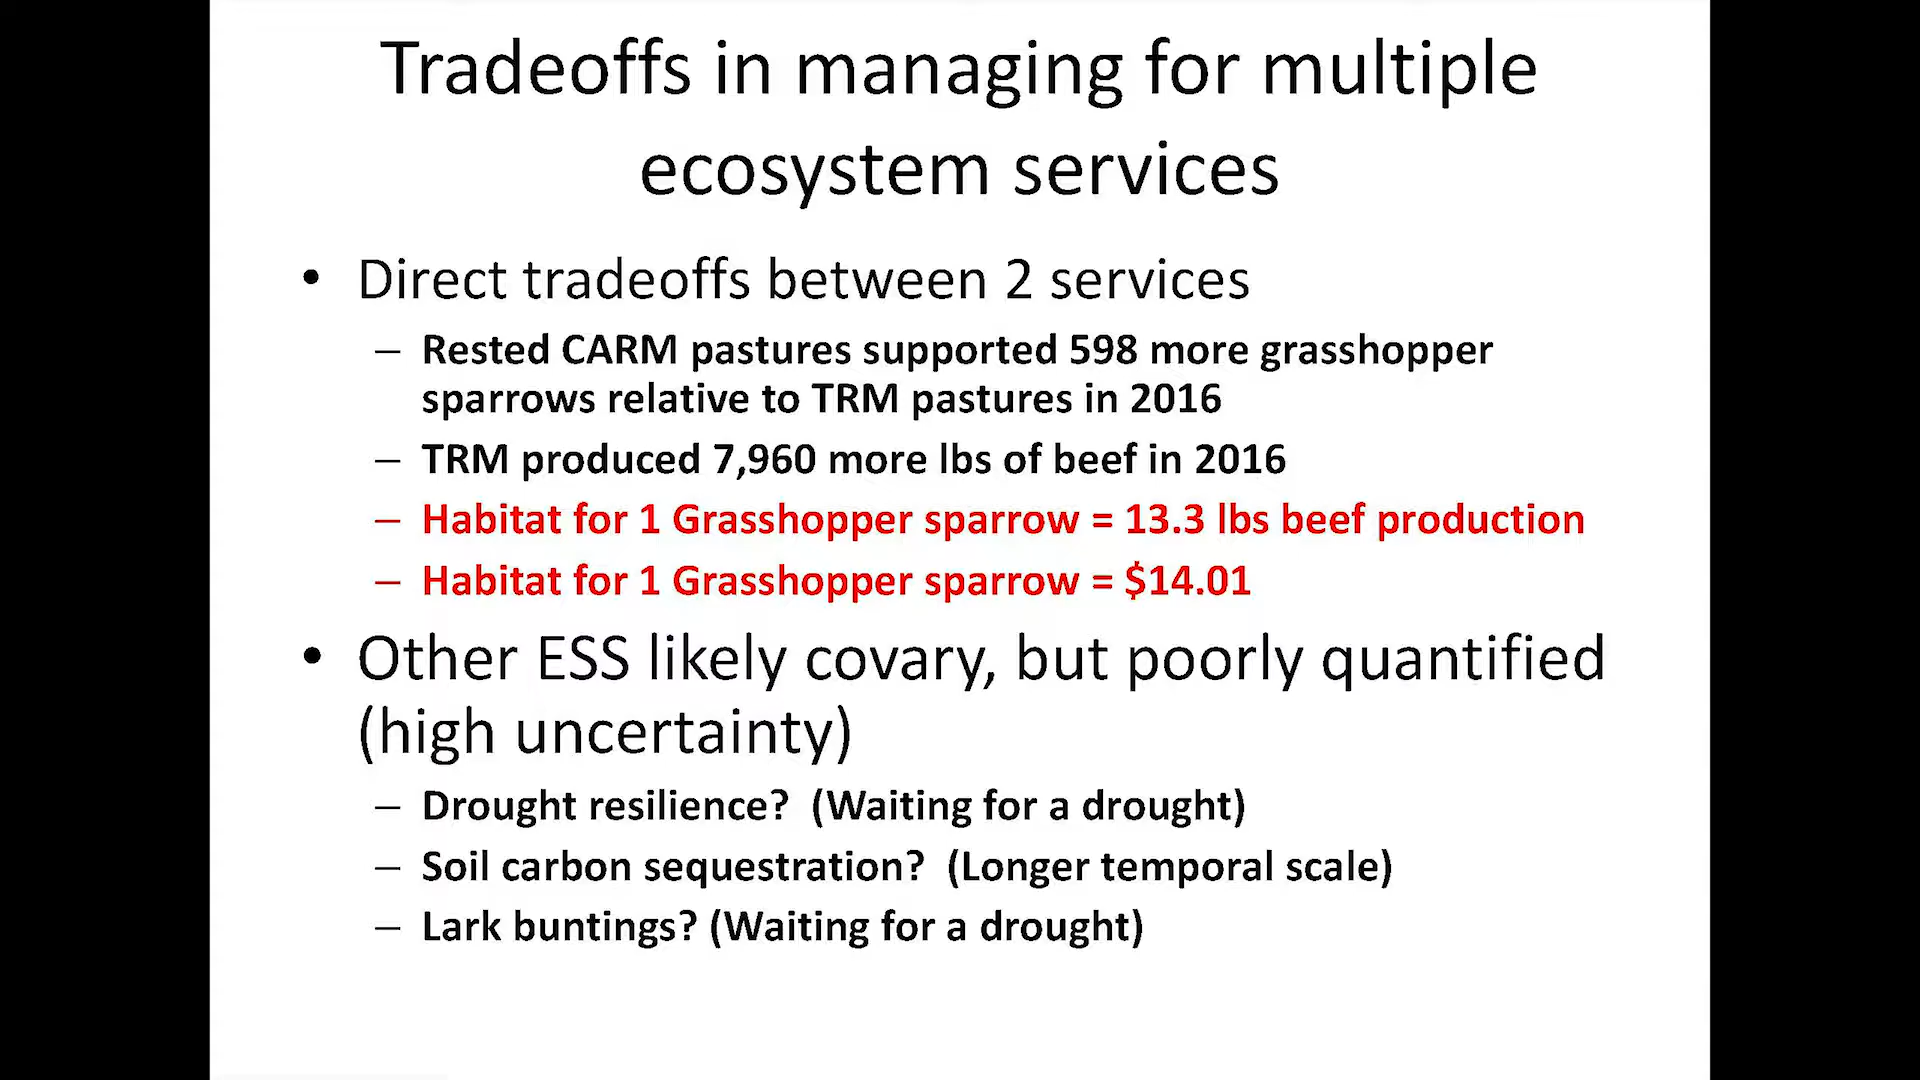 Tradeoffs in managing for multiple
ecosystem services
• Direct tradeoffs between 2 services
– Rested CARM pastures supported 598 more grasshopper
sparrows relative to TRM pastures in 2016
– TRM produced 7,960 more lbs of beef in 2016
– Habitat for 1 Grasshopper sparrow = 13.3 lbs beef production
– Habitat for 1 Grasshopper sparrow = $14.01
• Other ESS likely covary, but poorly quantified
(high uncertainty)
– Drought resilience?  (Waiting for a drought)
– Soil carbon sequestration?  (Longer temporal scale)
– Lark buntings? (Waiting for a drought)